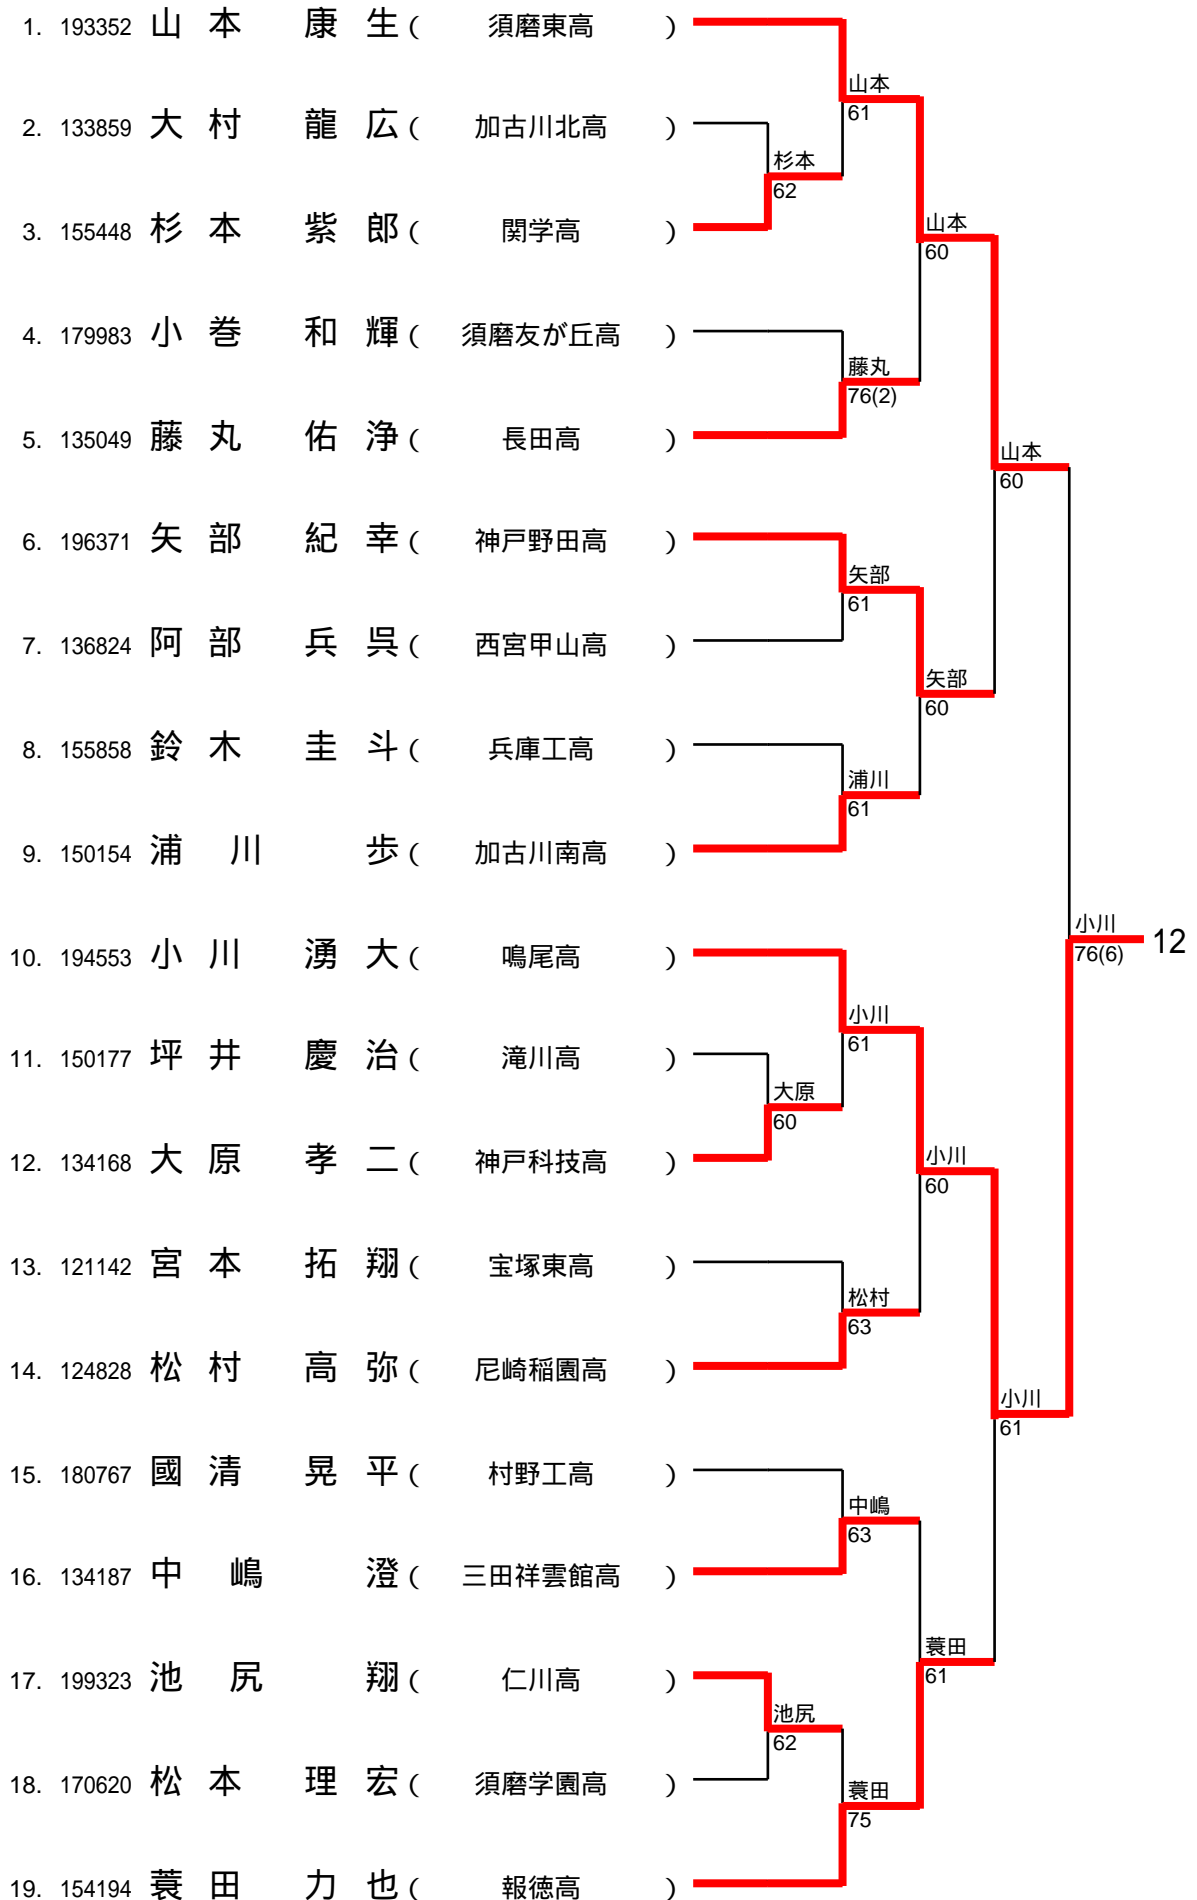 1. 193352 山本 康生 ( 須磨東高 )
山本
2. 133859 大村 龍広 ( 加古川北高 )
61
杉本
62
3. 155448 杉本 紫郎 ( 関学高 )
山本
60
4. 179983 小巻 和輝 ( 須磨友が丘高 )
藤丸
76(2)
5. 135049 藤丸 佑浄 ( 長田高 )
山本
60
6. 196371 矢部 紀幸 ( 神戸野田高 )
矢部
61
7. 136824 阿部 兵呉 ( 西宮甲山高 )
矢部
60
8. 155858 鈴木 圭斗 ( 兵庫工高 )
浦川
61
9. 150154 浦川 歩 ( 加古川南高 )
小川
76(6)
12
10. 194553 小川 湧大 ( 鳴尾高 )
小川
61
11. 150177 坪井 慶治 ( 滝川高 )
大原
60
12. 134168 大原 孝二 ( 神戸科技高 )
小川
60
13. 121142 宮本 拓翔 ( 宝塚東高 )
松村
63
14. 124828 松村 高弥 ( 尼崎稲園高 )
小川
61
15. 180767 國清 晃平 ( 村野工高 )
中嶋
63
16. 134187 中嶋 澄 ( 三田祥雲館高 )
蓑田
61
17. 199323 池尻 翔 ( 仁川高 )
池尻
62
18. 170620 松本 理宏 ( 須磨学園高 )
蓑田
75
19. 154194 蓑田 力也 ( 報徳高 )